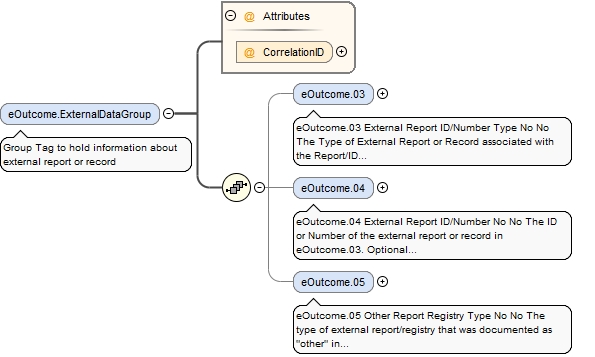 @ Attributes
@ CorrelationID
eOutcome.ExternalDataGroup
Group Tag to hold information about
external report or record
eOutcome.03
eOutcome.03 External Report ID/Number Type No No
The Type of External Report or Record associated with
the Report/ID...
eOutcome.04
eOutcome.04 External Report ID/Number No No The ID
or Number of the external report or record in
eOutcome.03. Optional...
eOutcome.05
eOutcome.05 Other Report Registry Type No No The
type of external report/registry that was documented as
"other" in...